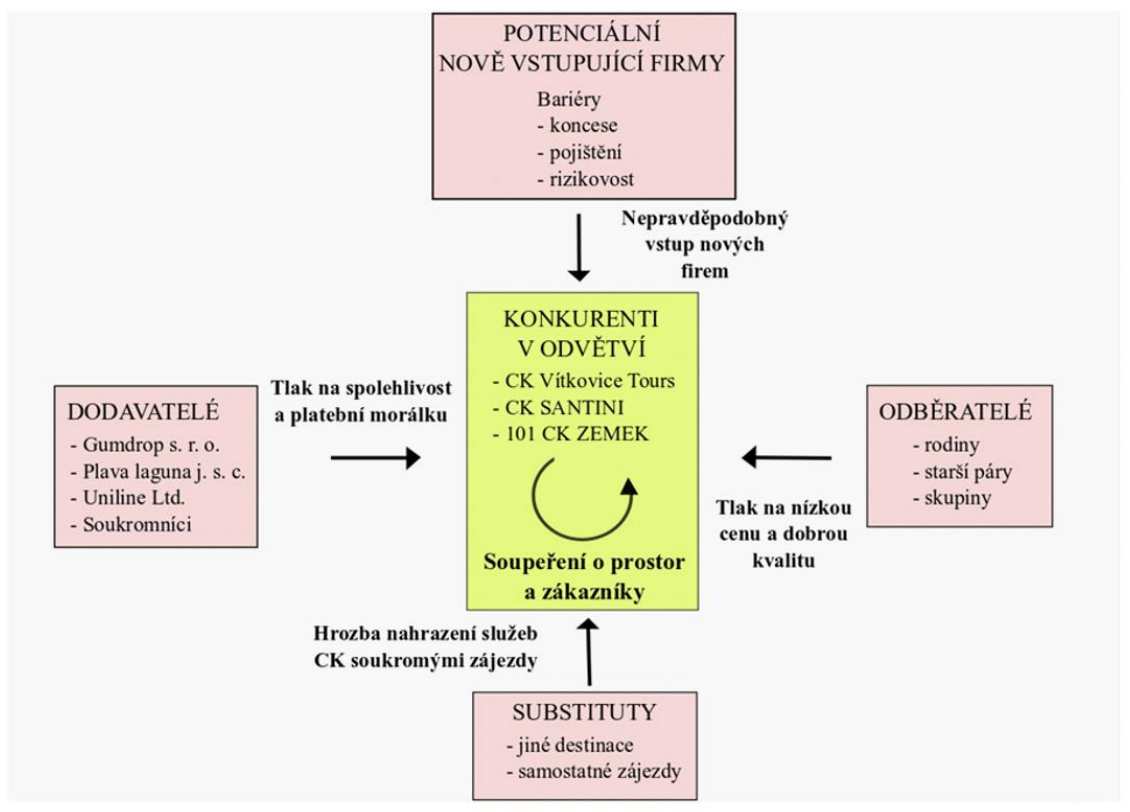 POTENCIÁLNÍ
NOVĚ VSTUPUJÍCÍ FIRMY
Bariéry
- koncese
- pojištění
- rizikovost
Nepravděpodobný
vstup nových
firem
KONKURENTI
V ODVĚTVÍ
- CK Vítkovice Tours
- CK SANTINI
- 101 CK ZEMEK
Soupeření o prostor
a zákazníky
Tlak na spolehlivost
a platební morálku
DODAVATELÉ
- Gumdrop s. r. o.
- Plava laguna j. s. c.
- Uniline Ltd.
- Soukromníci
ODBĚRATELÉ
- rodiny
- starší páry
- skupiny
Tlak na nízkou
cenu a dobrou
kvalitu
Hrozba nahrazení služeb
CK soukromými zájezdy
SUBSTITUTY
- jiné destinace
- samostatné zájezdy